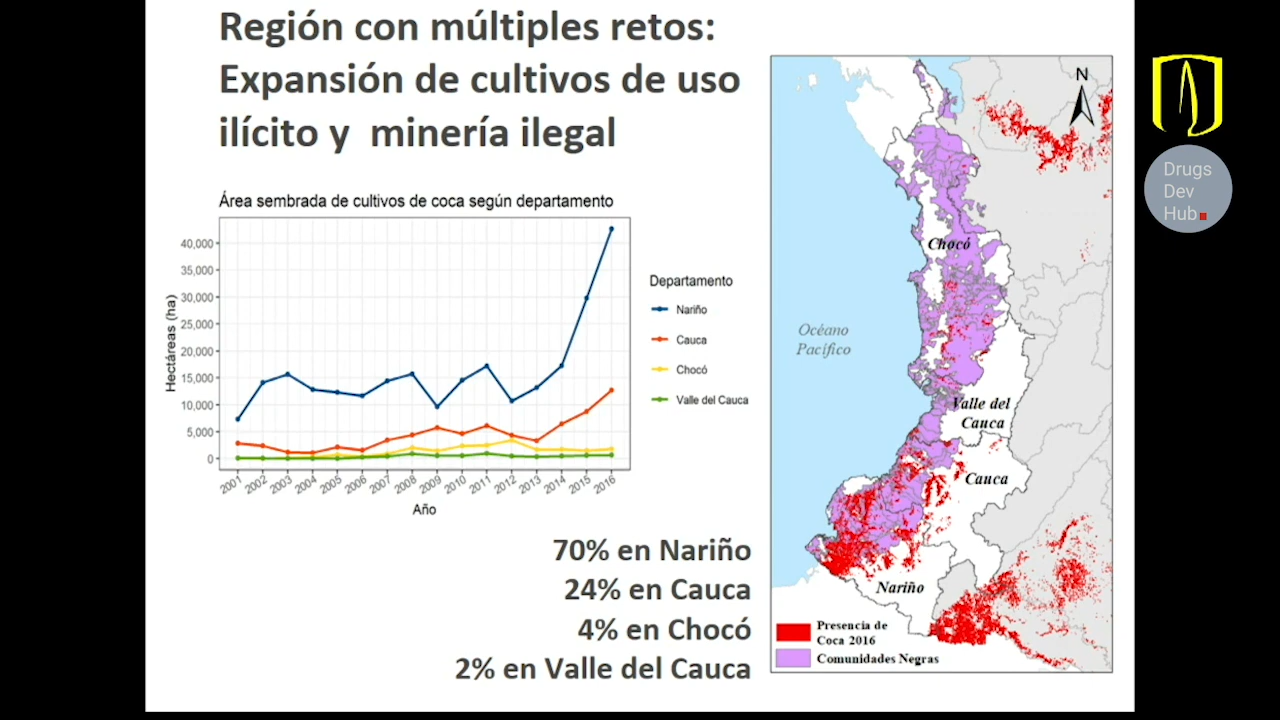 Región con múltiples retos:
Expansión de cultivos de uso
ilícito y minería ilegal
Área sembrada de cultivos de coca según departamento
Hectáreas (ha)
40,000
35,000
30,000
25,000
20,000
15,000
10,000
5,000
0
2001 2002 2003 2004 2005 2006 2007 2008 2009 2010 2011 2012 2013 2014 2015 2016
Año
Departamento
Nariño
Cauca
Chocó
Valle del Cauca
70% en Nariño
24% en Cauca
4% en Chocó
2% en Valle del Cauca
N
Chocó
Océano
Pacífico
Valle del
Cauca
Cauca
Nariño
Presencia de
Coca 2016
Comunidades Negras
Drugs
Dev
Hub